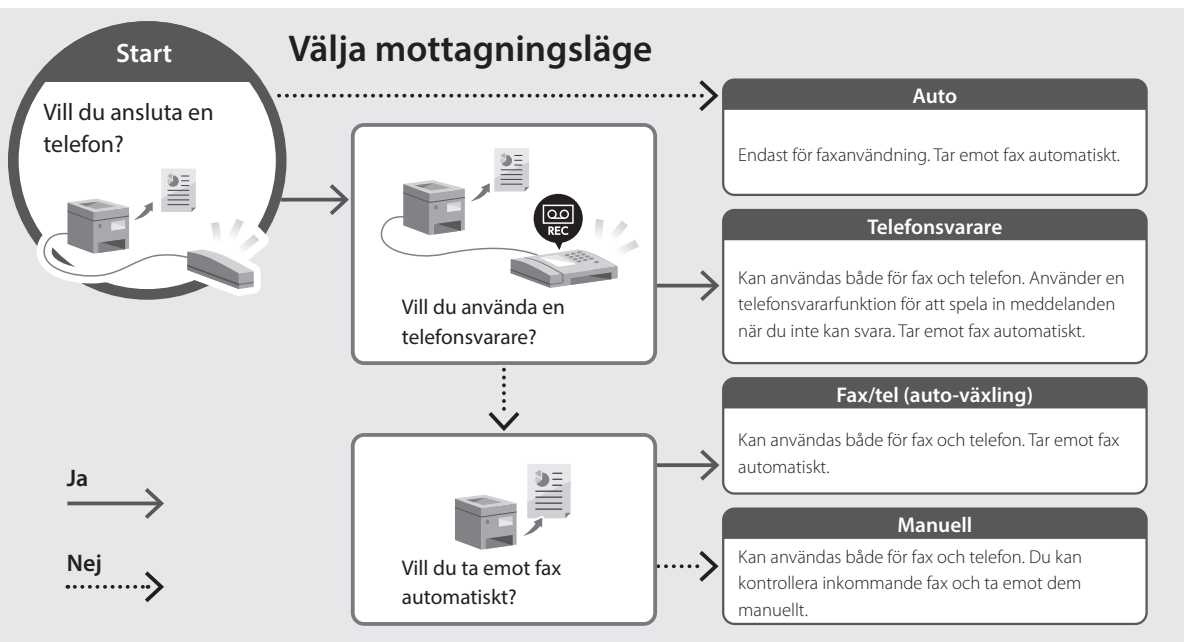 Start
Välja mottagningsläge
Vill du ansluta en
telefon?
Auto
Endast för faxanvändning. Tar emot fax automatiskt.
REC
Vill du använda en
telefonsvarare?
Telefonsvarare
Kan användas både för fax och telefon. Använder en
telefonsvararfunktion för att spela in meddelanden
när du inte kan svara. Tar emot fax automatiskt.
Vill du ta emot fax
automatiskt?
Fax/tel (auto-växling)
Kan användas både för fax och telefon. Tar emot fax
automatiskt.
Manuell
Kan användas både för fax och telefon. Du kan
kontrollera inkommande fax och ta emot dem
manuellt.
Ja
Nej